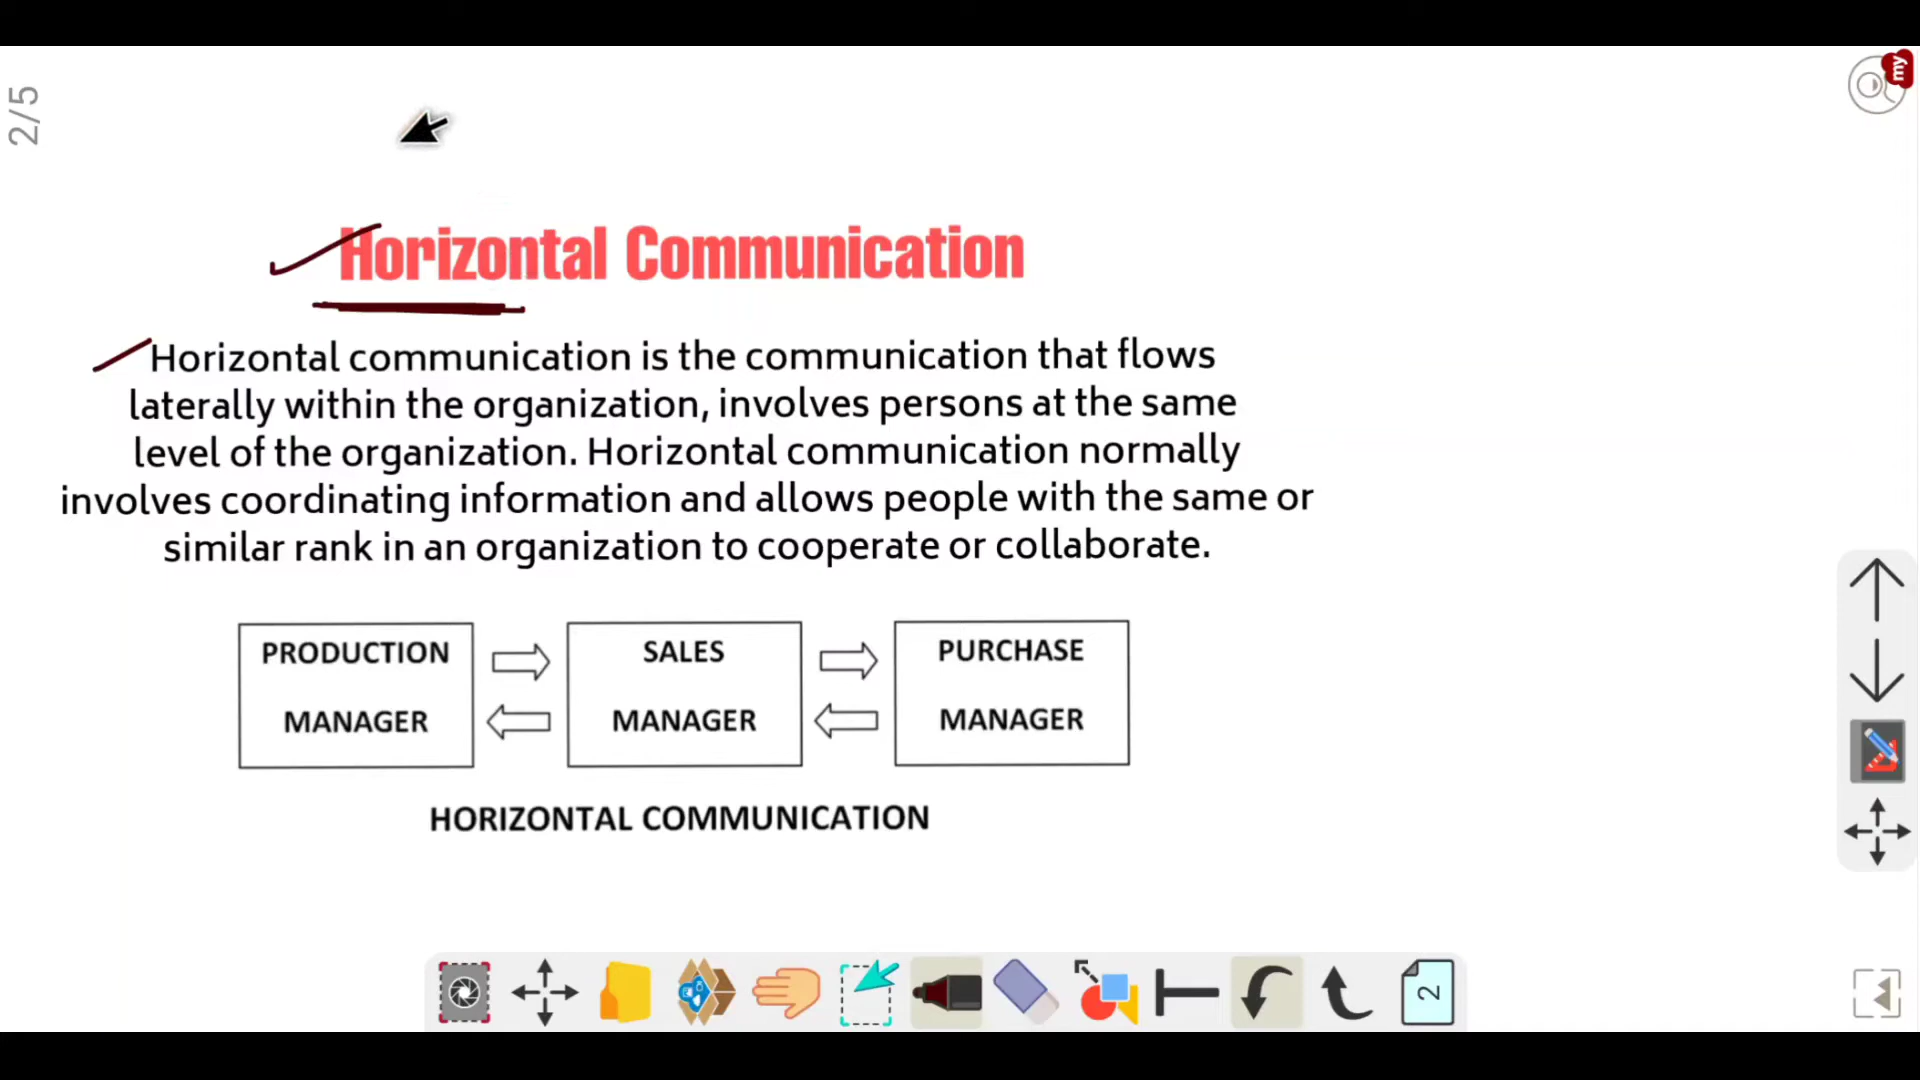 2/5
my
Horizontal Communication
Horizontal communication is the communication that flows
laterally within the organization, involves persons at the same
level of the organization. Horizontal communication normally
involves coordinating information and allows people with the same or
similar rank in an organization to cooperate or collaborate.
PRODUCTION
MANAGER
SALES
MANAGER
PURCHASE
MANAGER
HORIZONTAL COMMUNICATION
2